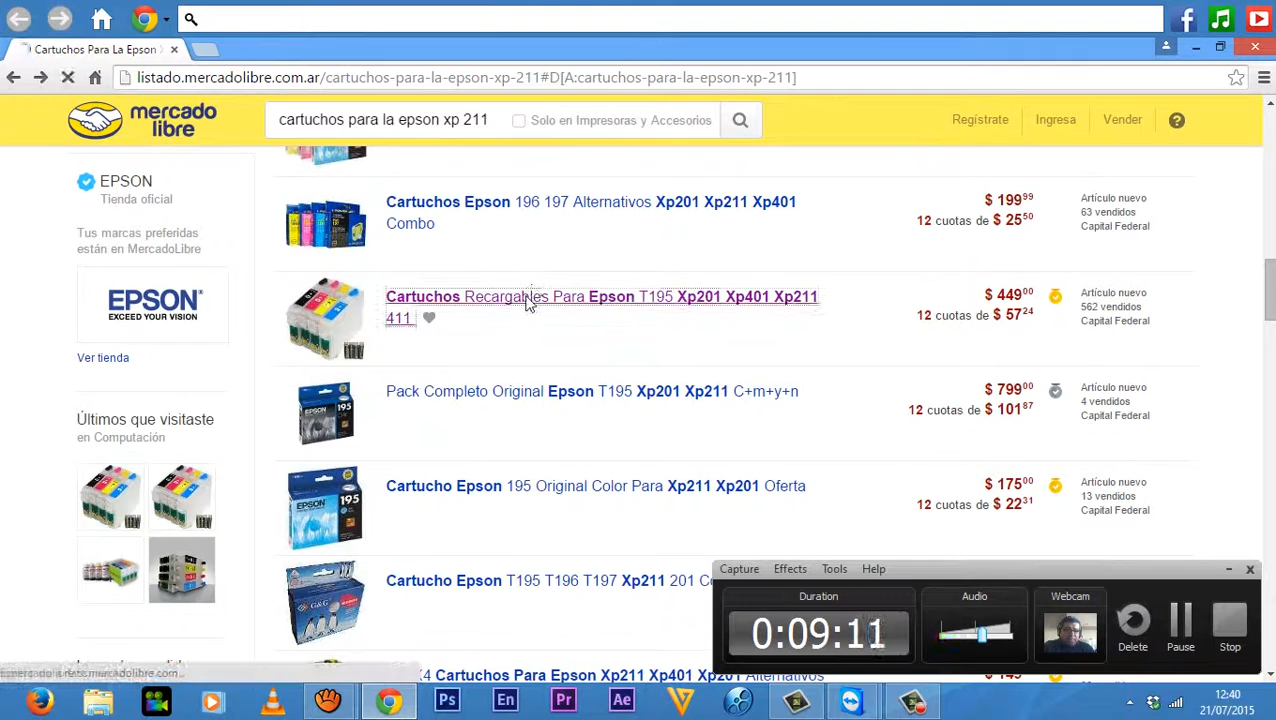 Cartuchos Para La Epson X
listado.mercadolibre.com.ar/cartuchos-para-la-epson-xp-211#D[A:cartuchos-para-la-epson-xp-211]
mercado
libre
cartuchos para la epson xp 211
Solo en Impresoras y Accesorios
Regístrate
Ingresa
Vender
?
EPSON
Tienda oficial
Tus marcas preferidas
están en MercadoLibre
EPSON
EXCEED YOUR VISION
Ver tienda
Últimos que visitaste
en Computación
Cartuchos Epson 196 197 Alternativos Xp201 Xp211 Xp401
Combo
$ 199 99
12 cuotas de $ 25 50
Artículo nuevo
63 vendidos
Capital Federal
Cartuchos Recargables Para Epson T195 Xp201 Xp401 Xp211
411
$ 449 00
12 cuotas de $ 57 24
Artículo nuevo
562 vendidos
Capital Federal
Pack Completo Original Epson T195 Xp201 Xp211 C+m+y+n
$ 799 00
12 cuotas de $ 101 87
Artículo nuevo
4 vendidos
Capital Federal
Cartucho Epson 195 Original Color Para Xp211 Xp201 Oferta
$ 175 00
12 cuotas de $ 22 31
Artículo nuevo
13 vendidos
Capital Federal
Cartucho Epson T195 T196 T197 Xp211 201
4 Cartuchos Para Epson Xp211 Xp401 Xp201 Alternativos
Capture
Effects
Tools
Help
Duration
0:09:11
Audio
Webcam
Delete
Pause
Stop
Ps
En
Pr
Ae
12:40
21/07/2015